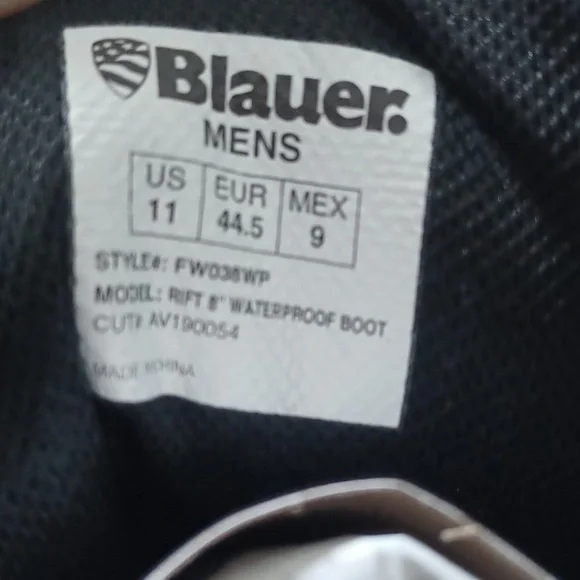 Blauer.
MENS
US EUR MEX
11 44.5 9
STYLE#: FW038WP
MODEL: RIFT 8" WATERPROOF BOOT
CUT# AV190054
MADE CHINA